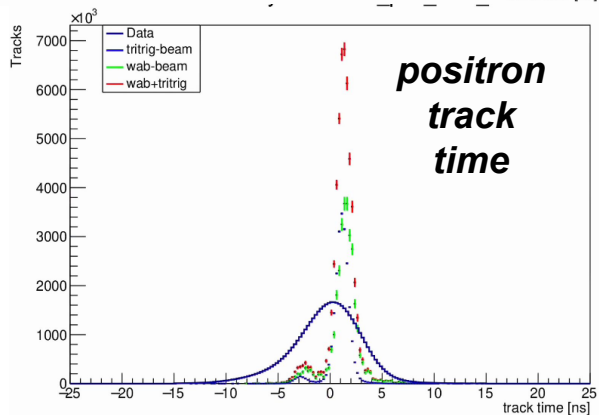 ×10³
Tracks
7000
6000
5000
4000
3000
2000
1000
0
Data
tritrig-beam
wab-beam
wab+tritrig
positron
track
time
−25 −20 −15 −10 −5 0 5 10 15 20 25
track time [ns]